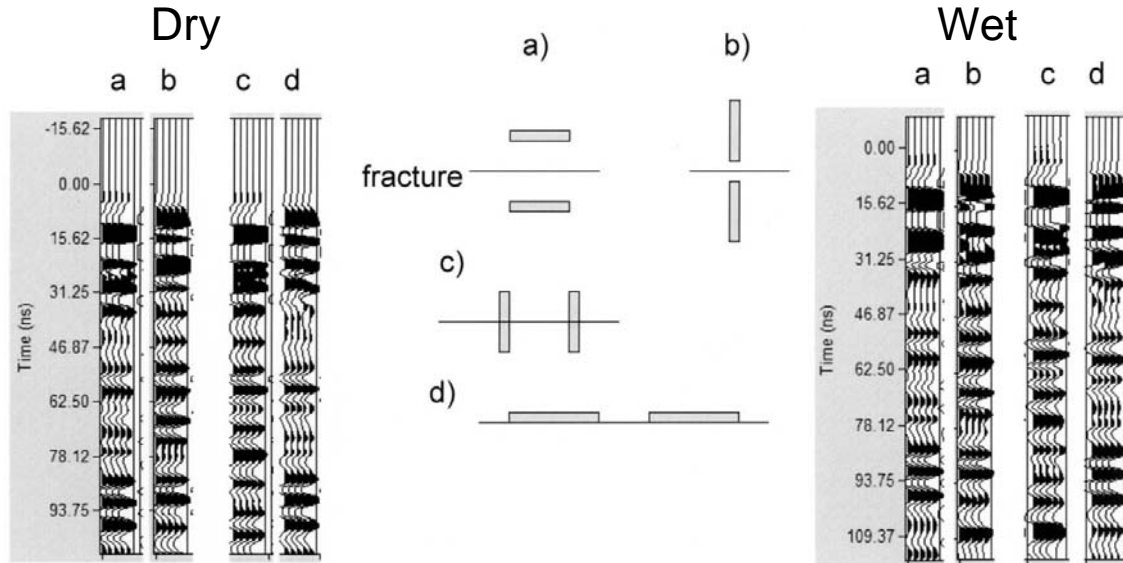 Dry
a b c d
Time (ns)
-15.62
0.00
15.62
31.25
46.87
62.50
78.12
93.75
a)
b)
fracture
c)
d)
Wet
a b c d
Time (ns)
0.00
15.62
31.25
46.87
62.50
78.12
93.75
109.37